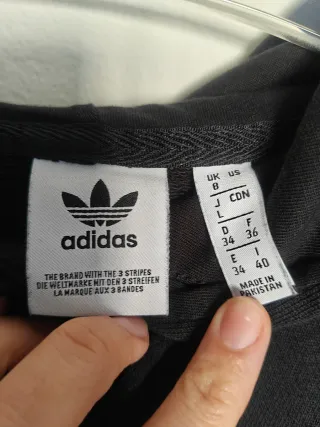 adidas
THE BRAND WITH THE 3 STRIPES
DIE WELTMARKE MIT DEN 3 STREIFEN
LA MARQUE AUX 3 BANDES
UK US
8
J CDN
L
D F
34 36
E I
34 40
MADE IN
PAKISTAN